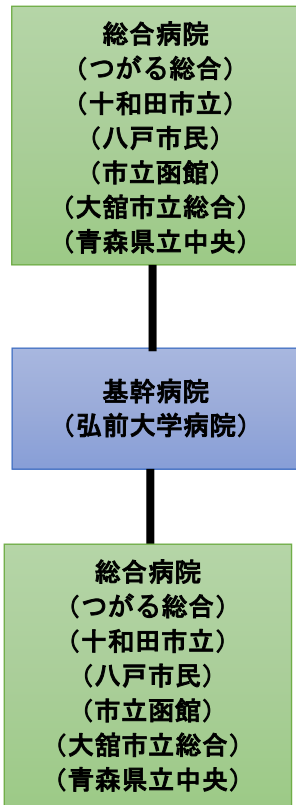 総合病院
（つがる総合）
（十和田市立）
（八戸市民）
（市立函館）
（大舘市立総合）
（青森県立中央）
基幹病院
（弘前大学病院）
総合病院
（つがる総合）
（十和田市立）
（八戸市民）
（市立函館）
（大舘市立総合）
（青森県立中央）